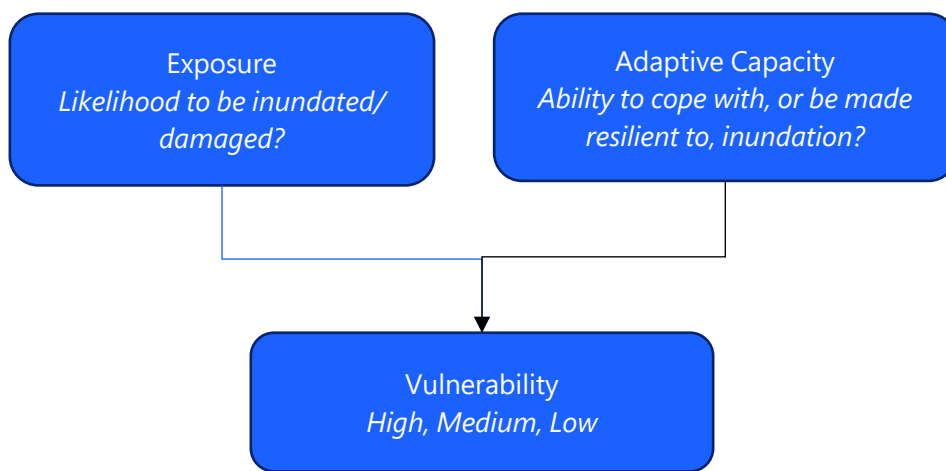 Exposure
Likelihood to be inundated/
damaged?
Adaptive Capacity
Ability to cope with, or be made
resilient to, inundation?
Vulnerability
High, Medium, Low